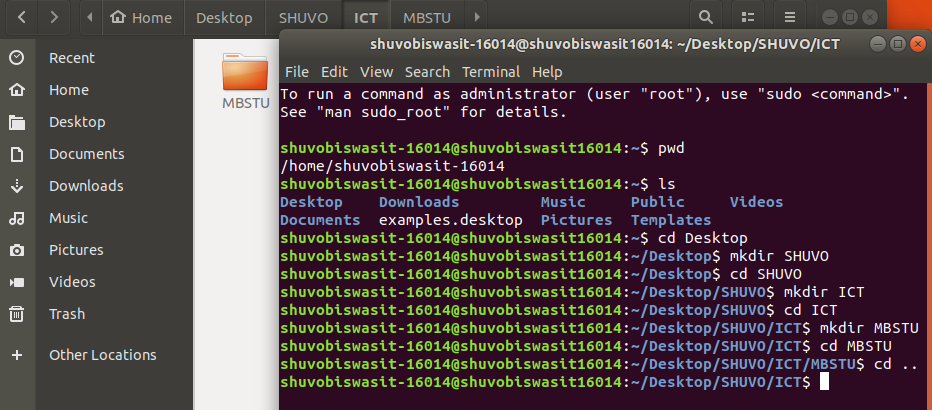 Home Desktop SHUVO ICT MBSTU
Recent
Home
Desktop
Documents
Downloads
Music
Pictures
Videos
Trash
Other Locations
MBSTU
shuvobiswasit-16014@shuvobiswasit16014: ~/Desktop/SHUVO/ICT
File Edit View Search Terminal Help
To run a command as administrator (user "root"), use "sudo <command>".
See "man sudo_root" for details.
shuvobiswasit-16014@shuvobiswasit16014:~$ pwd
/home/shuvobiswasit-16014
shuvobiswasit-16014@shuvobiswasit16014:~$ ls
Desktop Downloads Music Public Videos
Documents examples.desktop Pictures Templates
shuvobiswasit-16014@shuvobiswasit16014:~$ cd Desktop
shuvobiswasit-16014@shuvobiswasit16014:~/Desktop$ mkdir SHUVO
shuvobiswasit-16014@shuvobiswasit16014:~/Desktop$ cd SHUVO
shuvobiswasit-16014@shuvobiswasit16014:~/Desktop/SHUVO$ mkdir ICT
shuvobiswasit-16014@shuvobiswasit16014:~/Desktop/SHUVO$ cd ICT
shuvobiswasit-16014@shuvobiswasit16014:~/Desktop/SHUVO/ICT$ mkdir MBSTU
shuvobiswasit-16014@shuvobiswasit16014:~/Desktop/SHUVO/ICT$ cd MBSTU
shuvobiswasit-16014@shuvobiswasit16014:~/Desktop/SHUVO/ICT/MBSTU$ cd ..
shuvobiswasit-16014@shuvobiswasit16014:~/Desktop/SHUVO/ICT$